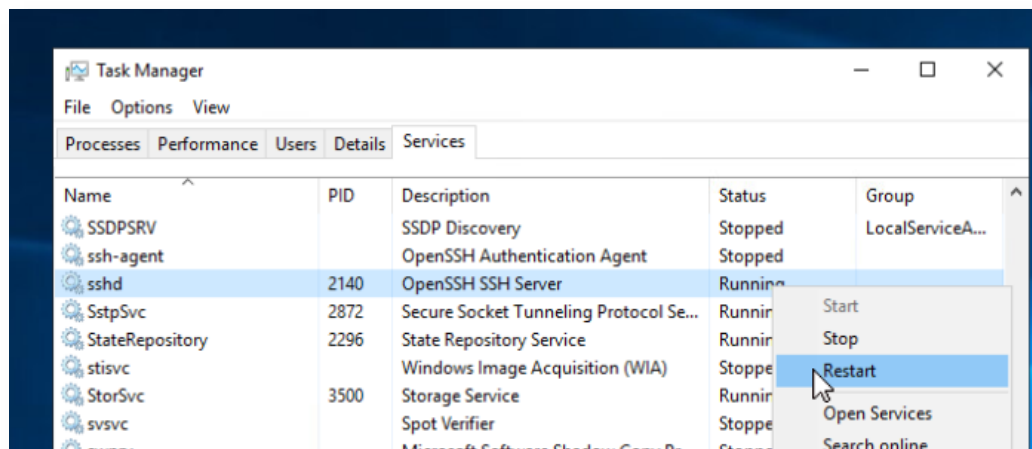 Task Manager
File Options View
Processes Performance Users Details Services
Name PID Description Status Group
SSDPSRV SSDP Discovery Stopped LocalServiceA...
ssh-agent OpenSSH Authentication Agent Stopped
sshd 2140 OpenSSH SSH Server Running
Start
SstpSvc 2872 Secure Socket Tunneling Protocol Se... Runnin
StateRepository 2296 State Repository Service Runnin Stop
stisvc Windows Image Acquisition (WIA) Stoppe Restart
StorSvc 3500 Storage Service Runnin
Open Services
svsvc Spot Verifier Stoppe
Search online